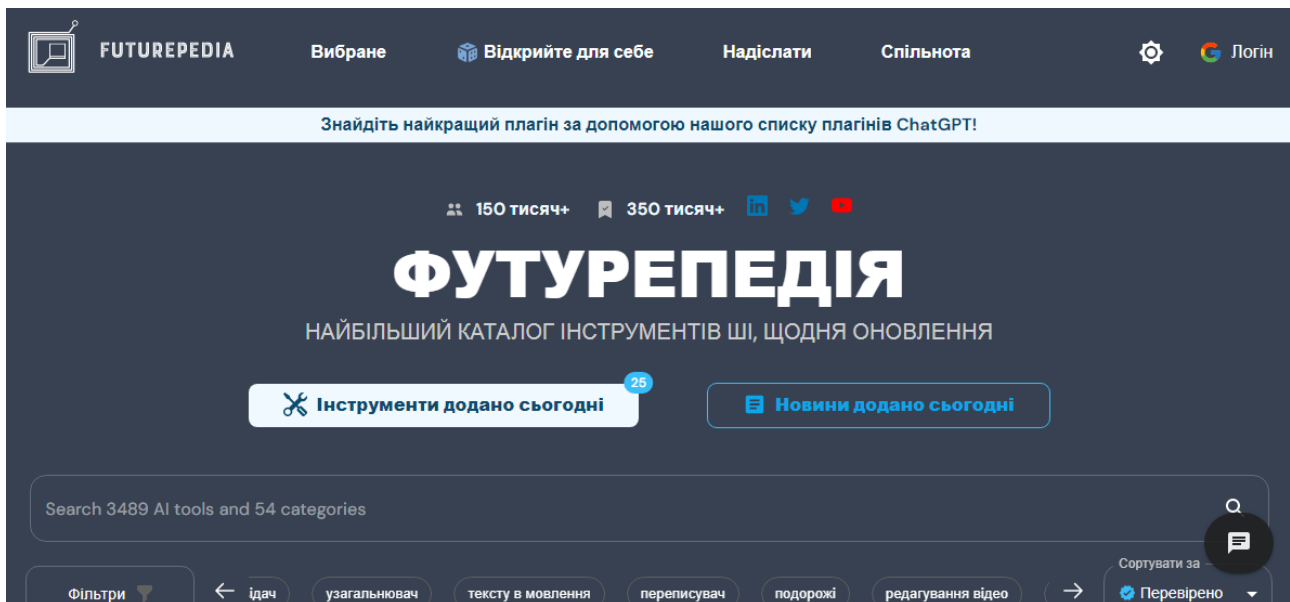 FUTUREPEDIA Вибране Відкрийте для себе Надіслати Спільнота Логін
Знайдіть найкращий плагін за допомогою нашого списку плагінів ChatGPT!
150 тисяч+ 350 тисяч+
ФУТУРЕПЕДІЯ
НАЙБІЛЬШИЙ КАТАЛОГ ІНСТРУМЕНТІВ ШІ, ЩОДНЯ ОНОВЛЕННЯ
25
Інструменти додано сьогодні Новини додано сьогодні
Search 3489 AI tools and 54 categories
Сортувати за
Фільтри ідач узагальнювач тексту в мовлення переписувач подорожі редагування відео Перевірено